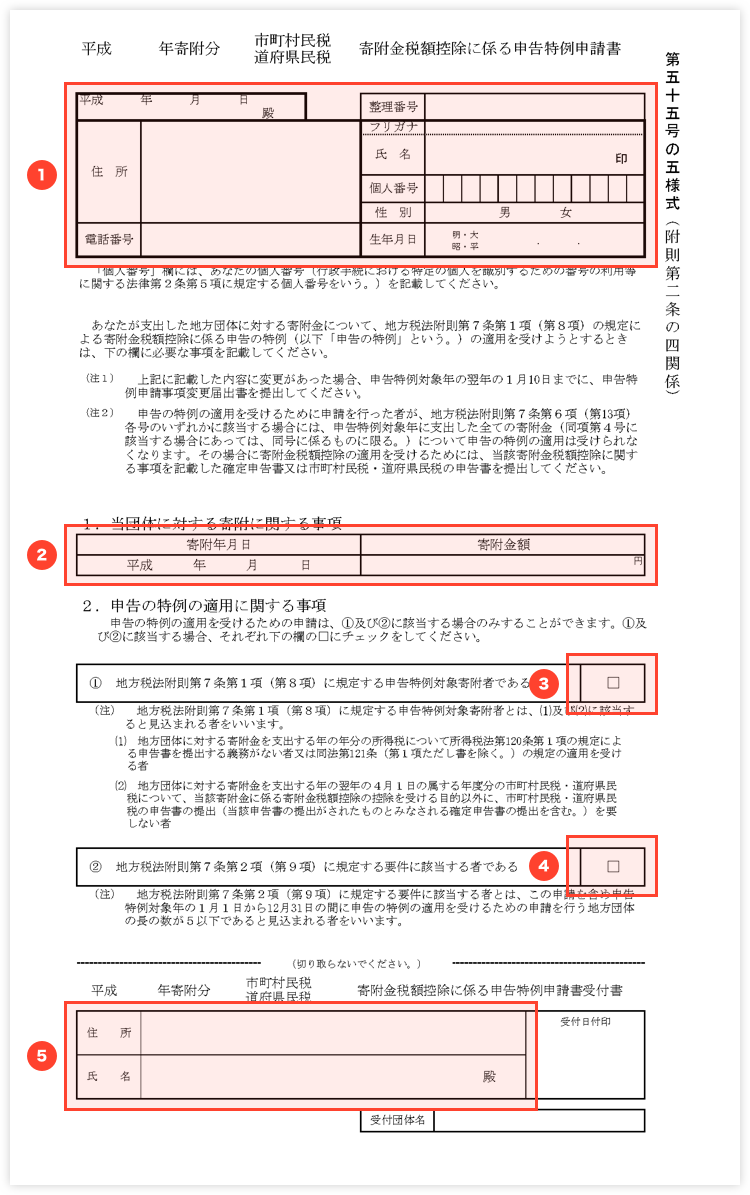 平成　　年寄附分　市町村民税　寄附金税額控除に係る申告特例申請書
道府県民税
第五十五号の五様式（附則第二条の四関係）
1
平成　　年　　月　　日
殿
整理番号
フリガナ
住　所
氏　名
印
個人番号
性　別　男　女
電話番号
生年月日　明・大
昭・平　．　．
「個人番号」欄には、あなたの個人番号（行政手続における特定の個人を識別するための番号の利用等
に関する法律第２条第５項に規定する個人番号をいう。）を記載してください。
あなたが支出した地方団体に対する寄附金について、地方税法附則第７条第１項（第８項）の規定に
よる寄附金税額控除に係る申告の特例（以下「申告の特例」という。）の適用を受けようとするとき
は、下の欄に必要な事項を記載してください。
（注１）　上記に記載した内容に変更があった場合、申告特例対象年の翌年の１月10日までに、申告特
例申請事項変更届出書を提出してください。
（注２）　申告の特例の適用を受けるために申請を行った者が、地方税法附則第７条第６項（第13項）
各号のいずれかに該当する場合には、申告特例対象年に支出した全ての寄附金（同項第４号に
該当する場合にあっては、同号に係るものに限る。）について申告の特例の適用は受けられな
くなります。その場合に寄附金税額控除の適用を受けるためには、当該寄附金税額控除に関す
る事項を記載した確定申告書又は市町村民税・道府県民税の申告書を提出してください。
１．当団体に対する寄附に関する事項
2
寄附年月日　寄附金額
平成　　年　　月　　日　円
２．申告の特例の適用に関する事項
申告の特例の適用を受けるための申請は、①及び②に該当する場合のみすることができます。①及
び②に該当する場合、それぞれ下の欄の□にチェックをしてください。
①　地方税法附則第７条第１項（第８項）に規定する申告特例対象寄附者である　3　□
（注）　地方税法附則第７条第１項（第８項）に規定する申告特例対象寄附者とは、⑴及び⑵に該当す
ると見込まれる者をいいます。
⑴　地方団体に対する寄附金を支出する年の年分の所得税について所得税法第120条第１項の規定によ
る申告書を提出する義務がない者又は同法第121条（第１項ただし書を除く。）の規定の適用を受け
る者
⑵　地方団体に対する寄附金を支出する年の翌年の４月１日の属する年度分の市町村民税・道府県民
税について、当該寄附金に係る寄附金税額控除の控除を受ける目的以外に、市町村民税・道府県民
税の申告書の提出（当該申告書の提出がされたものとみなされる確定申告書の提出を含む。）を要
しない者
②　地方税法附則第７条第２項（第９項）に規定する要件に該当する者である　4　□
（注）　地方税法附則第７条第２項（第９項）に規定する要件に該当する者とは、この申請を含め申告
特例対象年の１月１日から12月31日の間に申告の特例の適用を受けるための申請を行う地方団体
の長の数が５以下であると見込まれる者をいいます。
（切り取らないでください。）
平成　　年寄附分　市町村民税　寄附金税額控除に係る申告特例申請書受付書
道府県民税
5
住　所
受付日付印
氏　名　殿
受付団体名